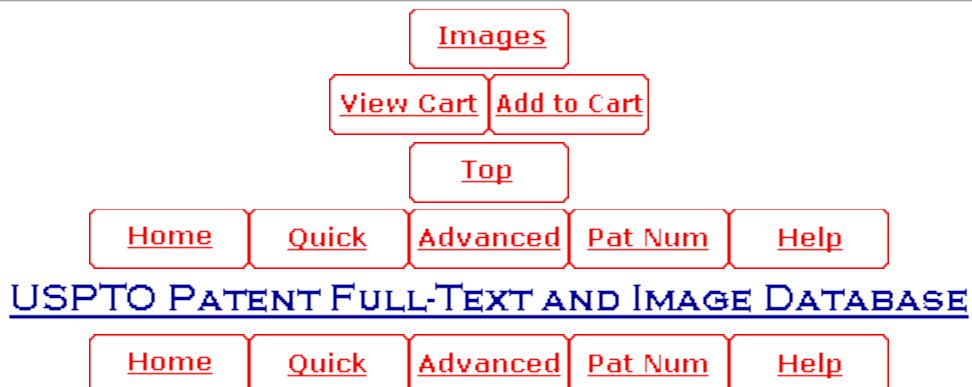 Images
View Cart Add to Cart
Top
Home Quick Advanced Pat Num Help
USPTO PATENT FULL-TEXT AND IMAGE DATABASE
Home Quick Advanced Pat Num Help